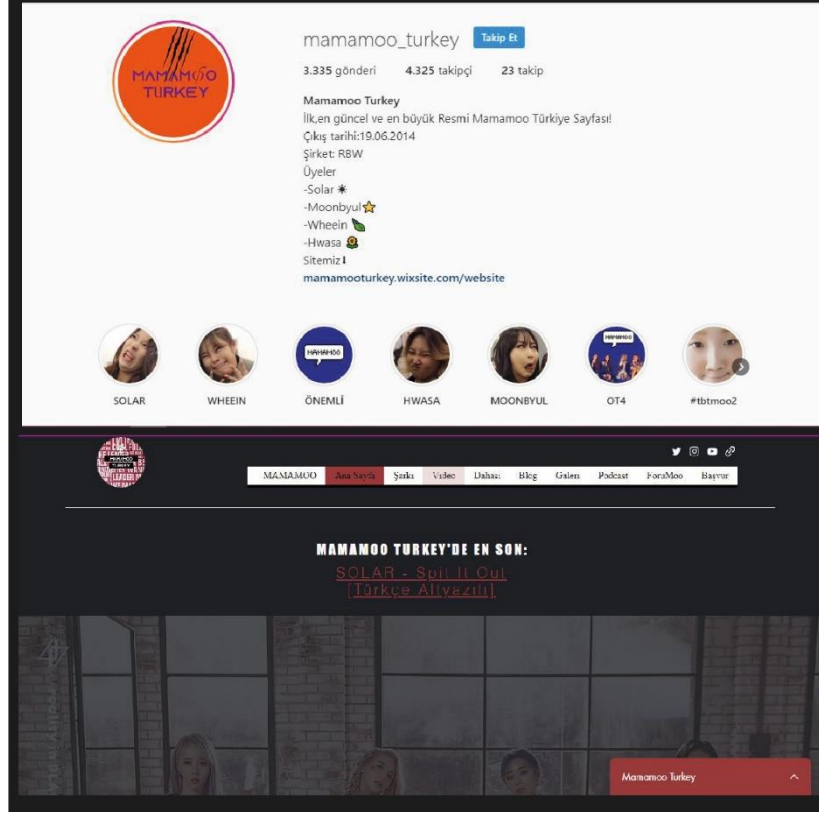 MAMAMOO
TURKEY
mamamoo_turkey Takip Et
3.335 gönderi 4.325 takipçi 23 takip
Mamamoo Turkey
İlk,en güncel ve en büyük Resmi Mamamoo Türkiye Sayfası!
Çıkış tarihi:19.06.2014
Şirket: RBW
Üyeler
-Solar ☀
-Moonbyul⭐
-Wheein
-Hwasa 🌻
Sitemiz⬇
mamamooturkey.wixsite.com/website
MAMAMOO
MAMAMOO
SOLAR WHEEIN ÖNEMLİ HWASA MOONBYUL OT4 #tbtmoo2
MAMAMOO Ana Sayfa Şarkı Video Dahası Blog Galeri Podcast ForuMoo Başvur
MAMAMOO TURKEY'DE EN SON:
SOLAR - Spit It Out
[Türkçe Altyazılı]
Mamamoo Turkey